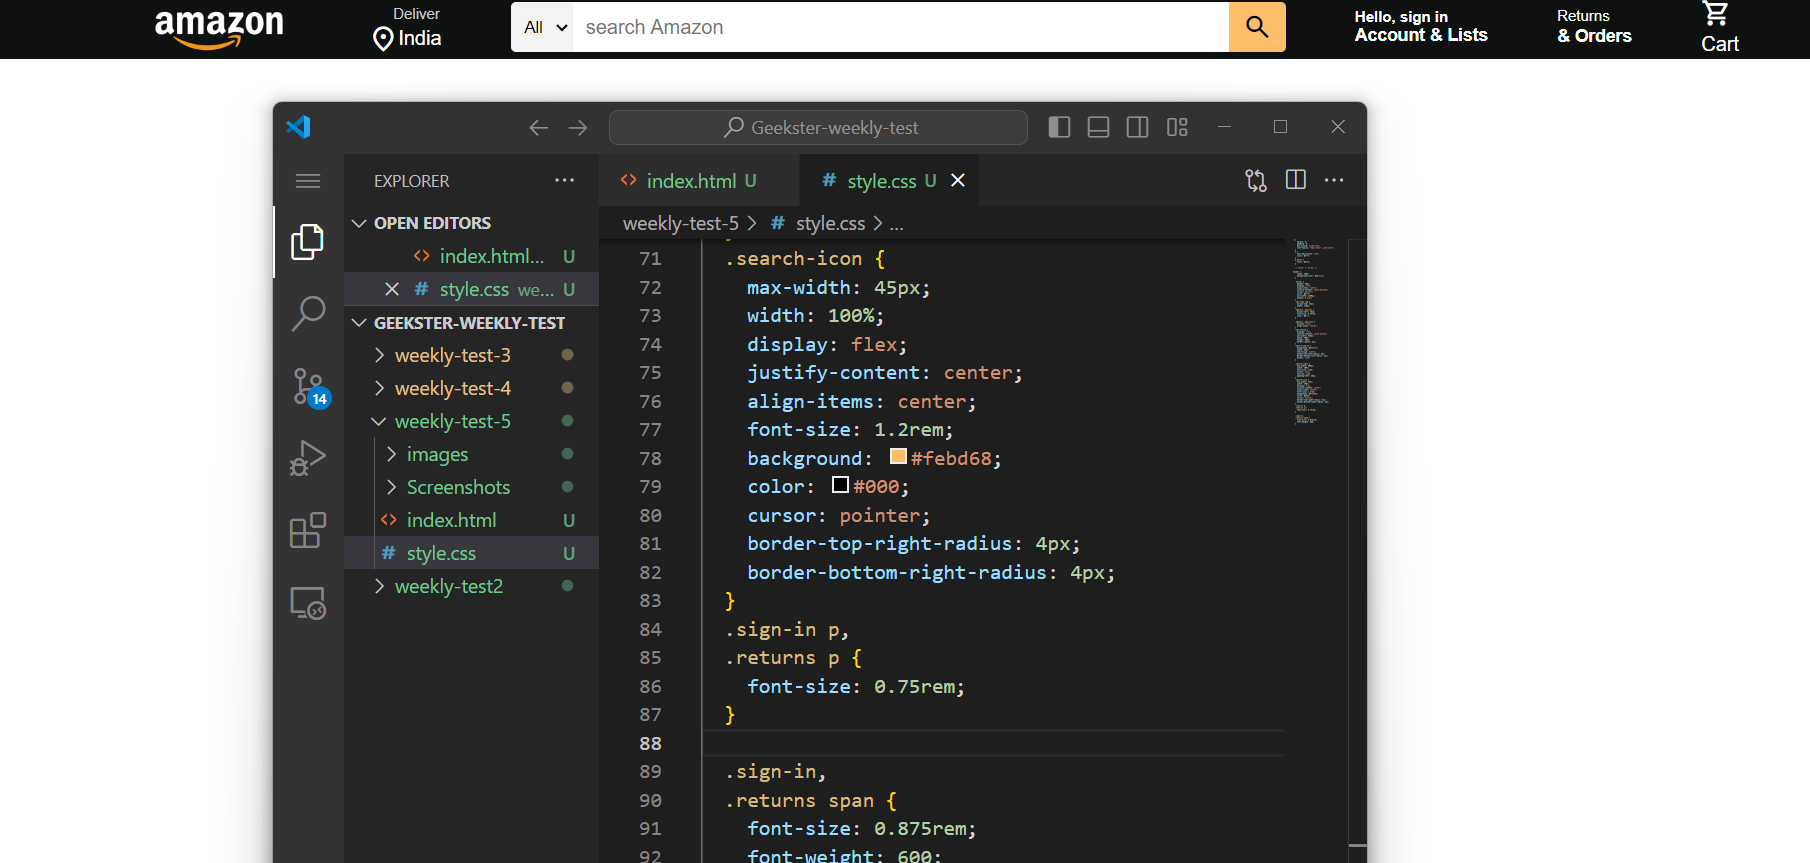 amazon
Deliver
India
All
search Amazon
Hello, sign in
Account & Lists
Returns
& Orders
Cart
Geekster-weekly-test
EXPLORER
index.html U
style.css U
OPEN EDITORS
weekly-test-5 > # style.css > ...
index.html... U
# style.css we... U
GEEKSTER-WEEKLY-TEST
weekly-test-3
weekly-test-4
14
weekly-test-5
images
Screenshots
index.html U
# style.css U
weekly-test2
71 .search-icon {
72 max-width: 45px;
73 width: 100%;
74 display: flex;
75 justify-content: center;
76 align-items: center;
77 font-size: 1.2rem;
78 background: #febd68;
79 color: #000;
80 cursor: pointer;
81 border-top-right-radius: 4px;
82 border-bottom-right-radius: 4px;
83 }
84 .sign-in p,
85 .returns p {
86 font-size: 0.75rem;
87 }
88
89 .sign-in,
90 .returns span {
91 font-size: 0.875rem;
92 font-weight: 600;